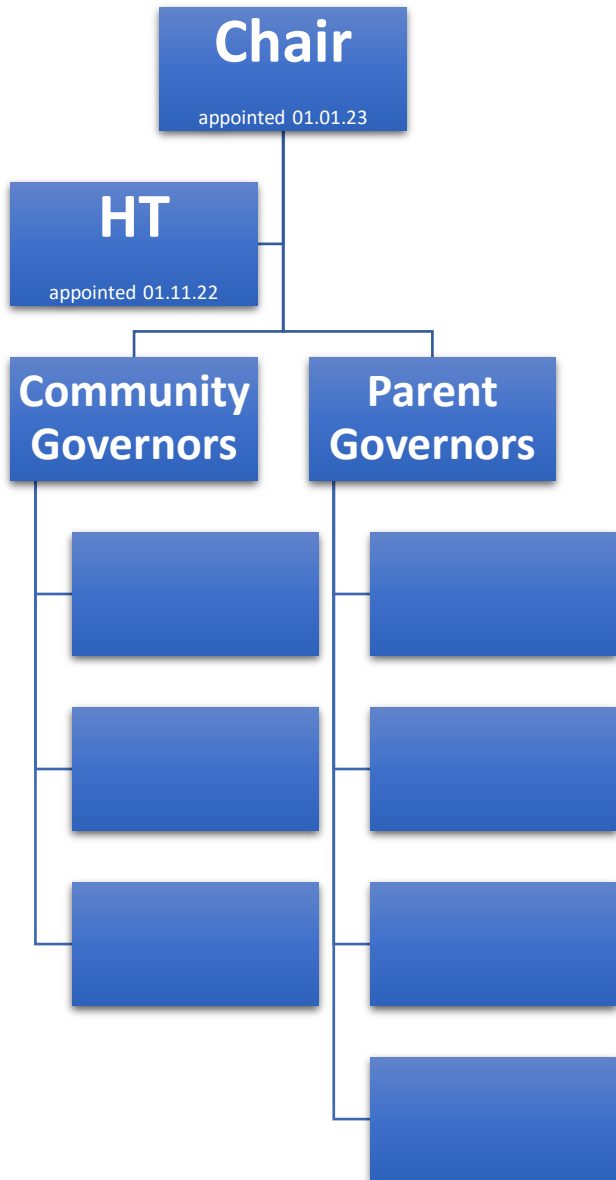 Chair
appointed 01.01.23
HT
appointed 01.11.22
Community
Governors
Parent
Governors